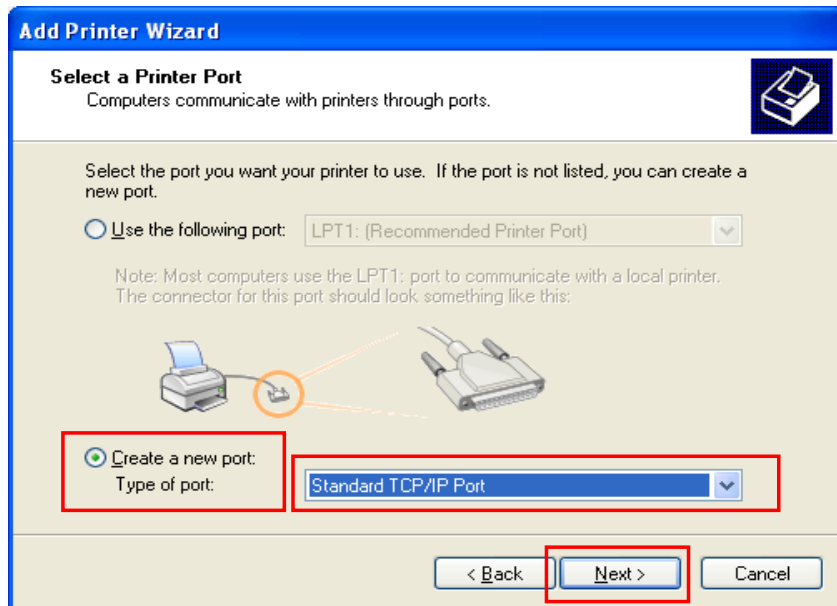 Add Printer Wizard
Select a Printer Port
Computers communicate with printers through ports.
Select the port you want your printer to use. If the port is not listed, you can create a
new port.
Use the following port: LPT1: (Recommended Printer Port)
Note: Most computers use the LPT1: port to communicate with a local printer.
The connector for this port should look something like this:
Create a new port:
Type of port: Standard TCP/IP Port
< Back Next > Cancel